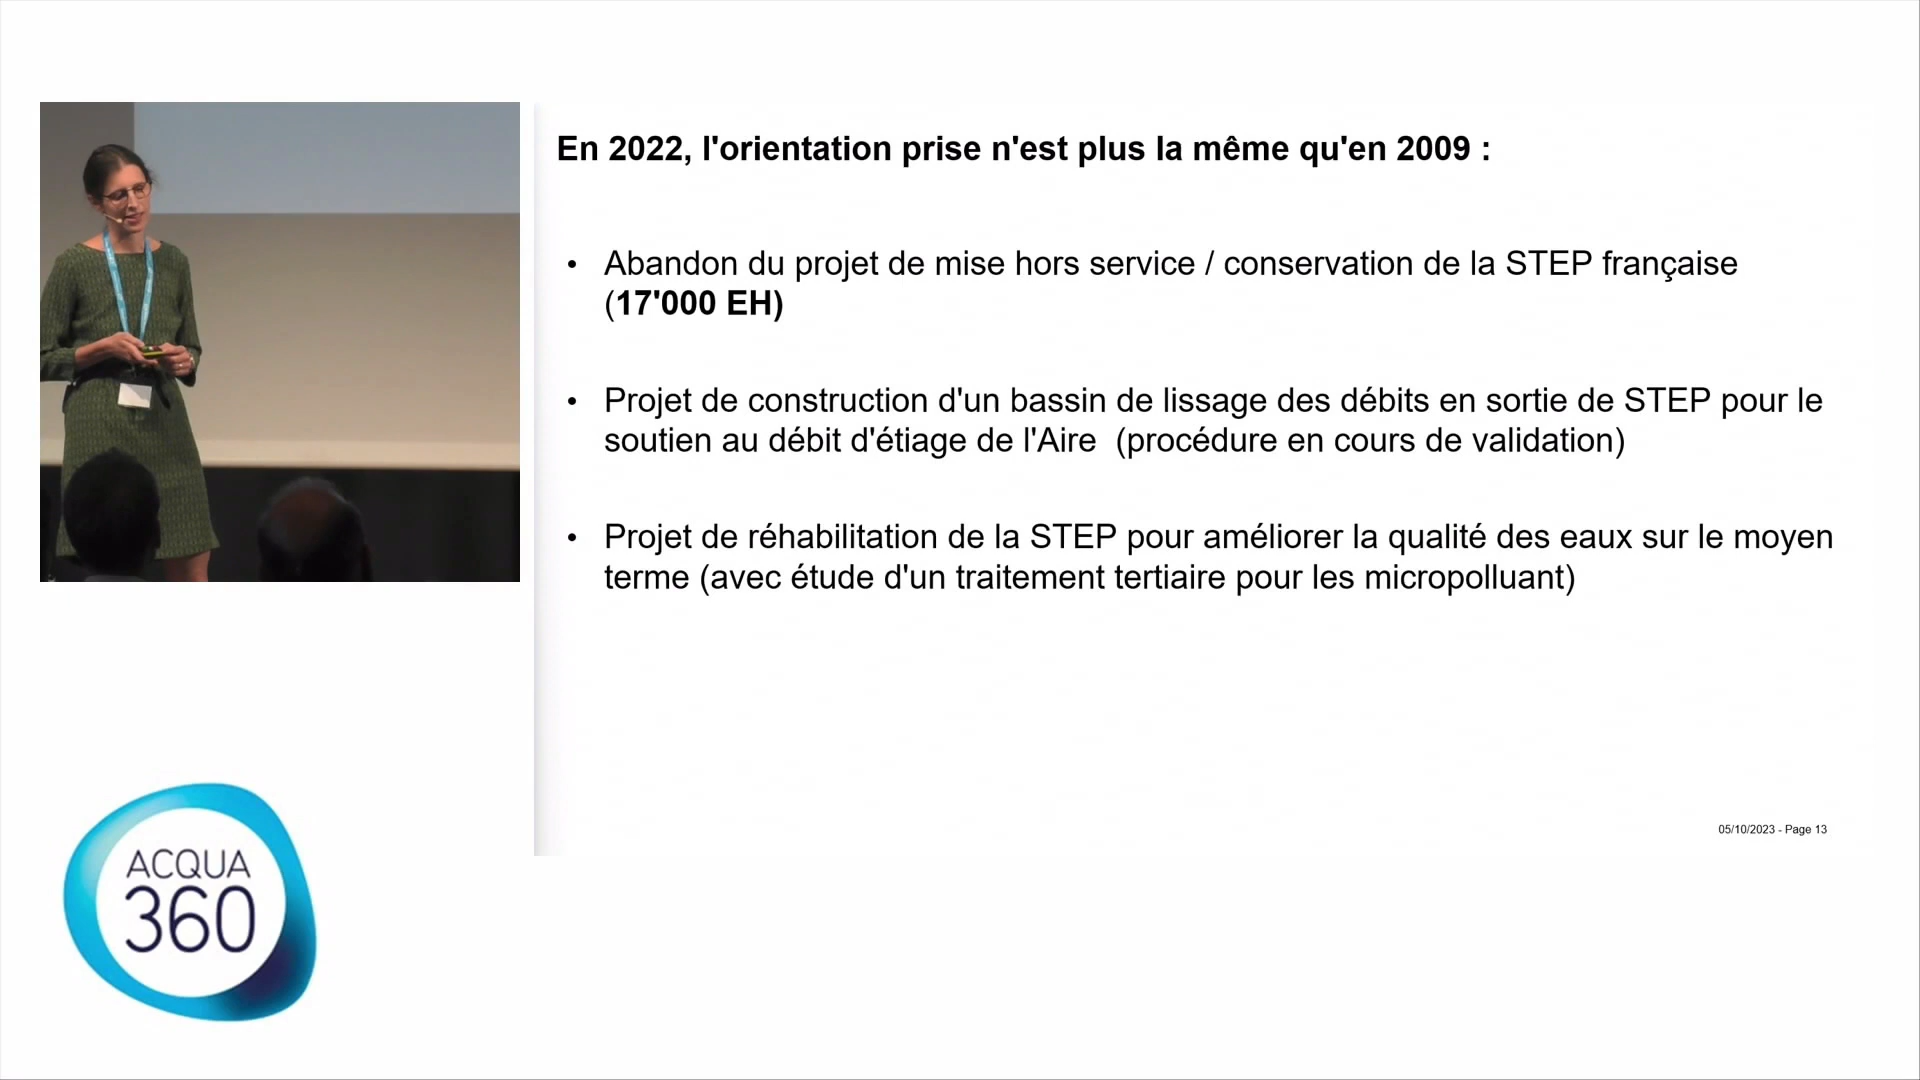 En 2022, l'orientation prise n'est plus la même qu'en 2009 :
• Abandon du projet de mise hors service / conservation de la STEP française
(17'000 EH)
• Projet de construction d'un bassin de lissage des débits en sortie de STEP pour le
soutien au débit d'étiage de l'Aire (procédure en cours de validation)
• Projet de réhabilitation de la STEP pour améliorer la qualité des eaux sur le moyen
terme (avec étude d'un traitement tertiaire pour les micropolluant)
05/10/2023 - Page 13
ACQUA
360